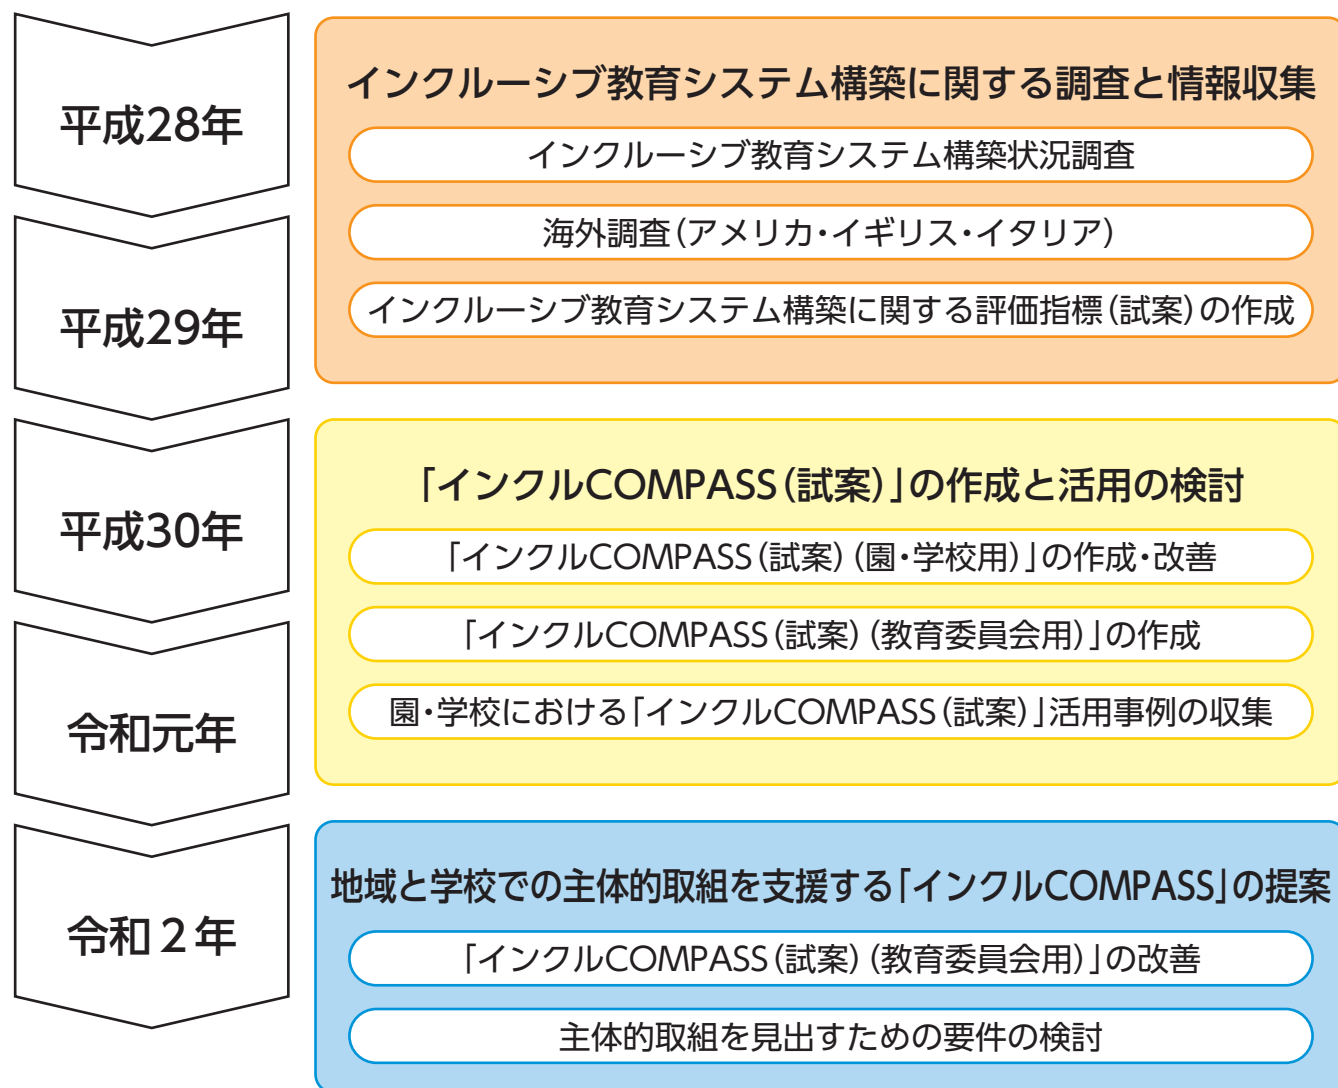 平成28年
インクルーシブ教育システム構築に関する調査と情報収集
インクルーシブ教育システム構築状況調査
海外調査(アメリカ・イギリス・イタリア)
平成29年
インクルーシブ教育システム構築に関する評価指標(試案)の作成
平成30年
「インクルCOMPASS(試案)」の作成と活用の検討
「インクルCOMPASS(試案)(園・学校用)」の作成・改善
「インクルCOMPASS(試案)(教育委員会用)」の作成
令和元年
園・学校における「インクルCOMPASS(試案)」活用事例の収集
令和2年
地域と学校での主体的取組を支援する「インクルCOMPASS」の提案
「インクルCOMPASS(試案)(教育委員会用)」の改善
主体的取組を見出すための要件の検討